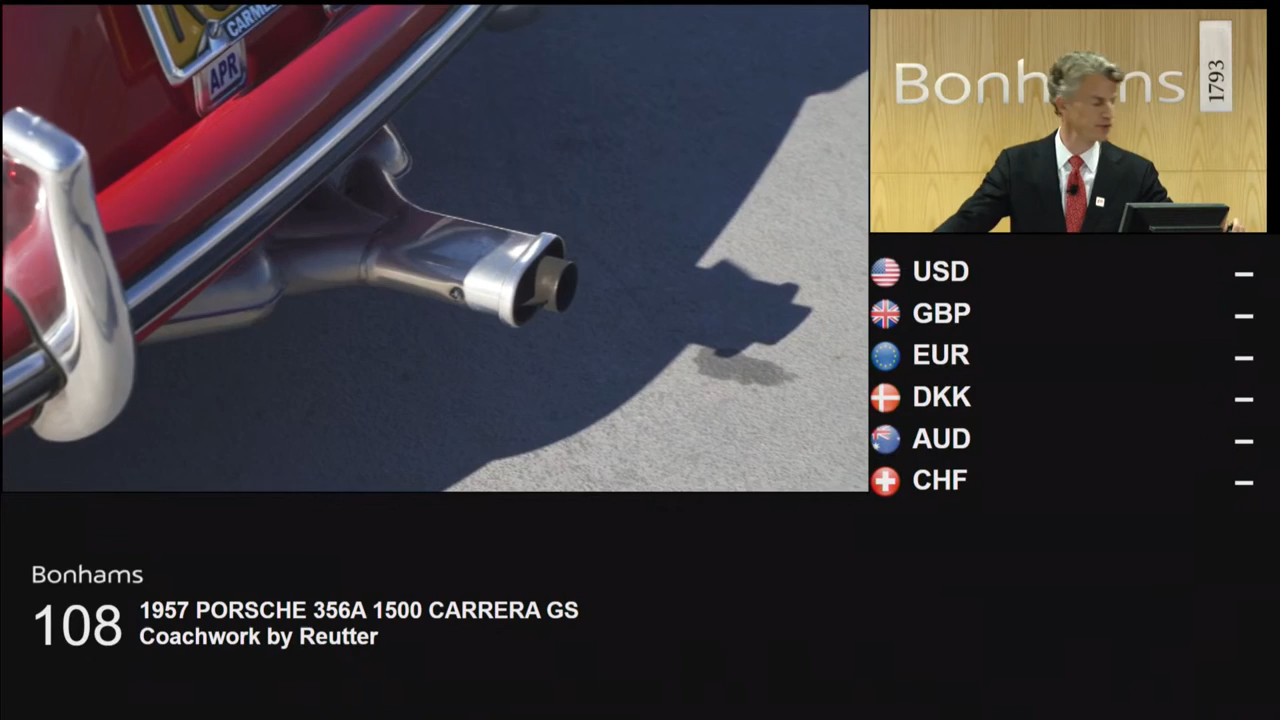 CARME
APR
Bonhams
1793
USD –
GBP –
EUR –
DKK –
AUD –
CHF –
Bonhams
108
1957 PORSCHE 356A 1500 CARRERA GS
Coachwork by Reutter